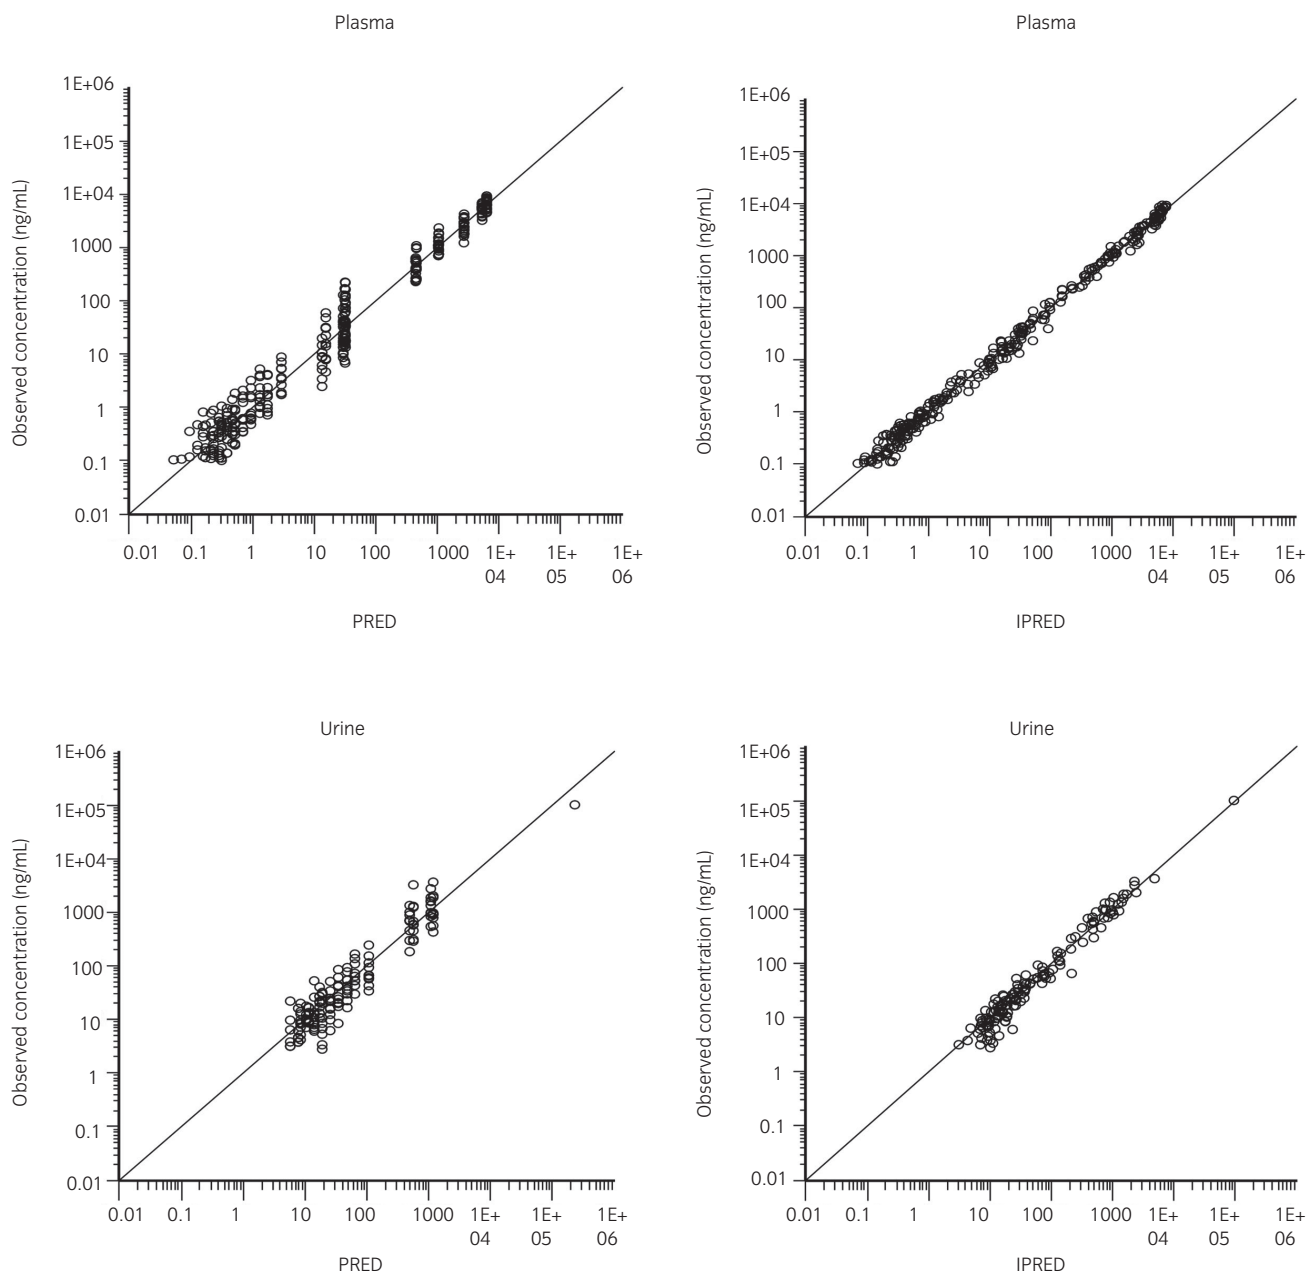 Plasma
1E+06
1E+05
1E+04
1000
100
10
1
0.1
0.01
Observed concentration (ng/mL)
0.01 0.1 1 10 100 1000 1E+ 1E+ 1E+
04 05 06
PRED
Plasma
1E+06
1E+05
1E+04
1000
100
10
1
0.1
0.01
Observed concentration (ng/mL)
0.01 0.1 1 10 100 1000 1E+ 1E+ 1E+
04 05 06
IPRED
Urine
1E+06
1E+05
1E+04
1000
100
10
1
0.1
0.01
Observed concentration (ng/mL)
0.01 0.1 1 10 100 1000 1E+ 1E+ 1E+
04 05 06
PRED
Urine
1E+06
1E+05
1E+04
1000
100
10
1
0.1
0.01
Observed concentration (ng/mL)
0.01 0.1 1 10 100 1000 1E+ 1E+ 1E+
04 05 06
IPRED